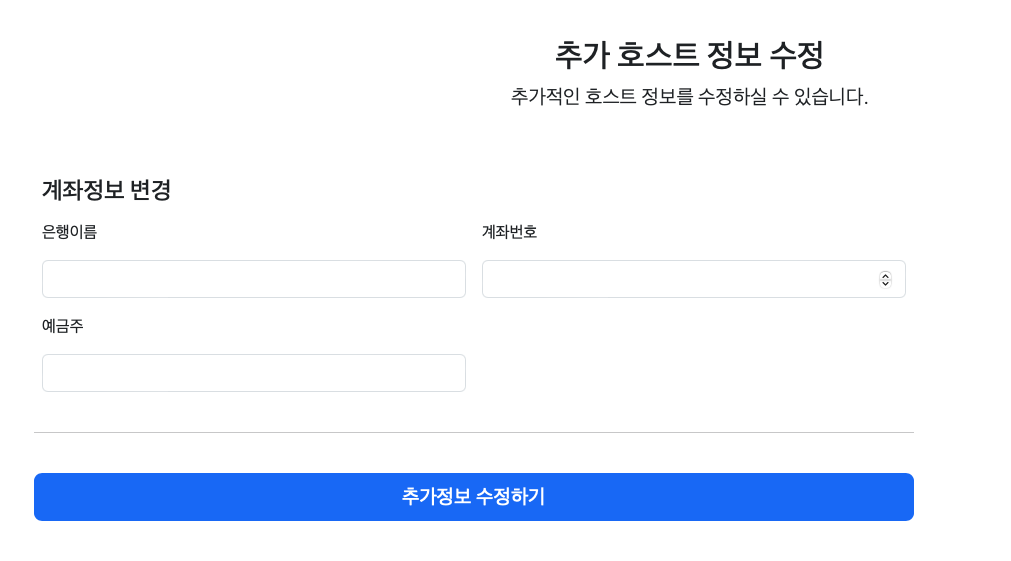 추가 호스트 정보 수정
추가적인 호스트 정보를 수정하실 수 있습니다.
계좌정보 변경
은행이름
계좌번호
예금주
추가정보 수정하기